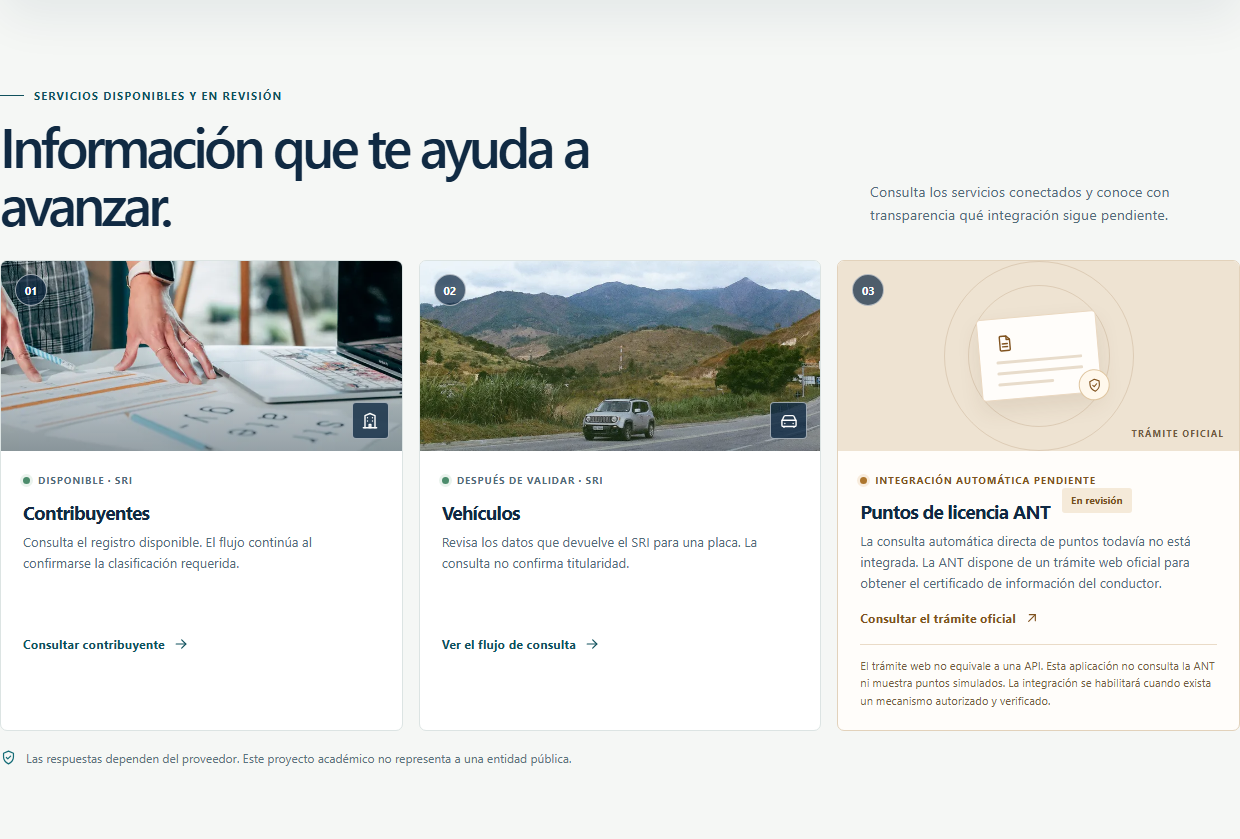 SERVICIOS DISPONIBLES Y EN REVISIÓN
Información que te ayuda a
avanzar.
Consulta los servicios conectados y conoce con
transparencia qué integración sigue pendiente.
01
DISPONIBLE · SRI
Contribuyentes
Consulta el registro disponible. El flujo continúa al
confirmarse la clasificación requerida.
Consultar contribuyente
02
DESPUÉS DE VALIDAR · SRI
Vehículos
Revisa los datos que devuelve el SRI para una placa. La
consulta no confirma titularidad.
Ver el flujo de consulta
03
TRÁMITE OFICIAL
INTEGRACIÓN AUTOMÁTICA PENDIENTE
En revisión
Puntos de licencia ANT
La consulta automática directa de puntos todavía no está
integrada. La ANT dispone de un trámite web oficial para
obtener el certificado de información del conductor.
Consultar el trámite oficial
El trámite web no equivale a una API. Esta aplicación no consulta la ANT
ni muestra puntos simulados. La integración se habilitará cuando exista
un mecanismo autorizado y verificado.
Las respuestas dependen del proveedor. Este proyecto académico no representa a una entidad pública.